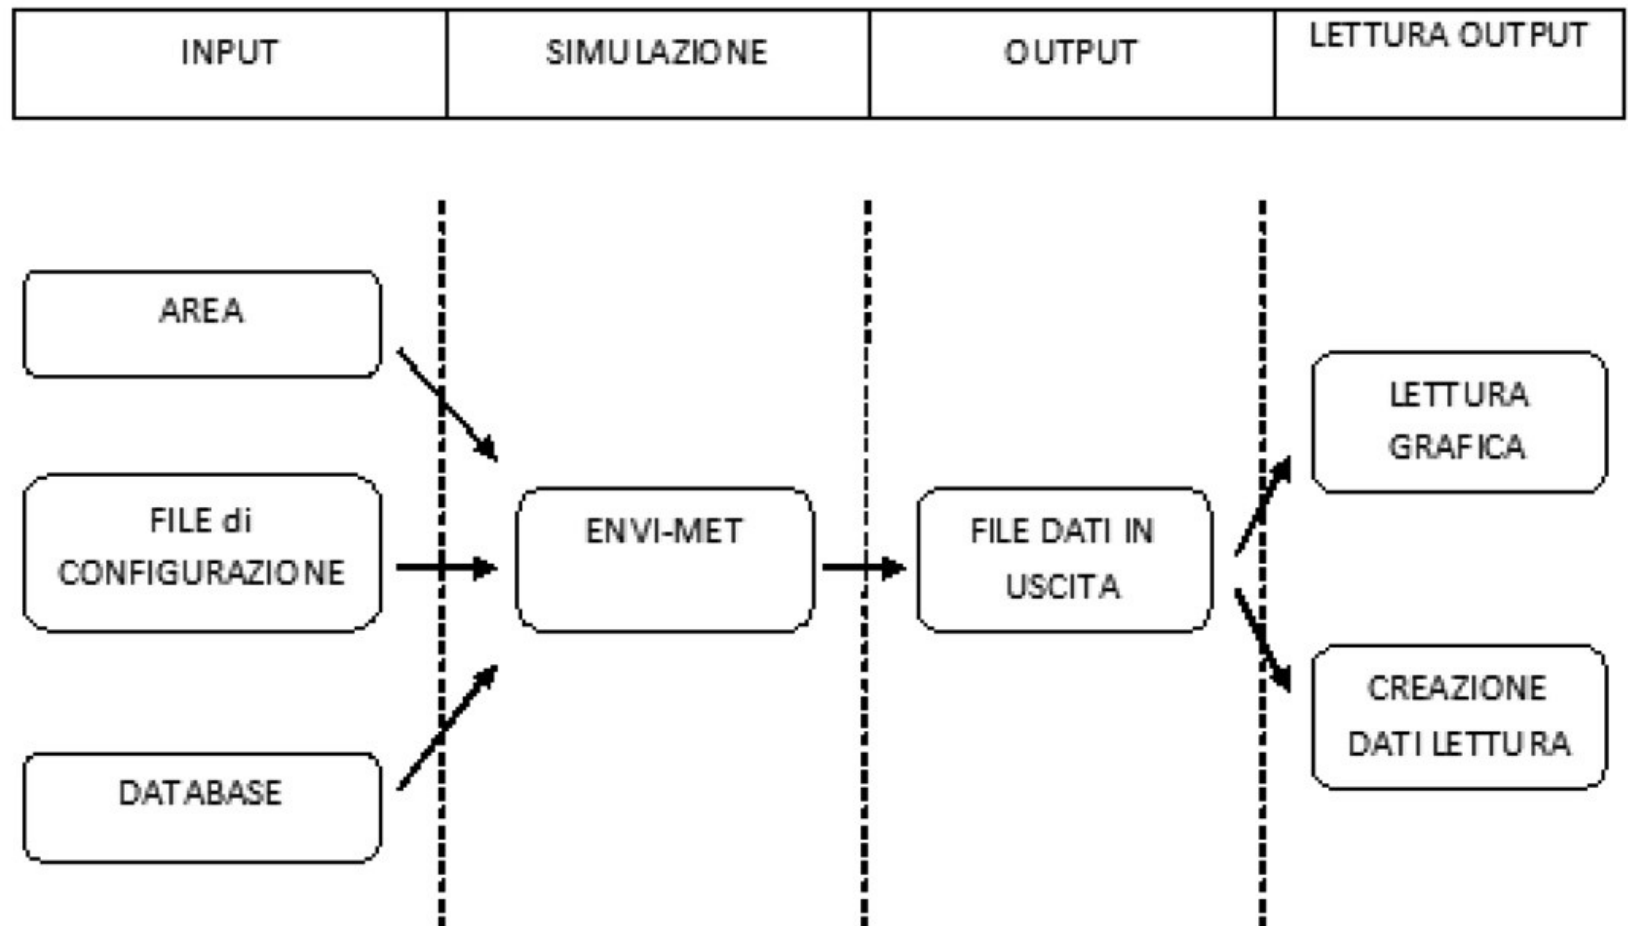 INPUT
SIMULAZIONE
OUTPUT
LETTURA OUTPUT
AREA
FILE di
CONFIGURAZIONE
DATABASE
ENVI-MET
FILE DATI IN
USCITA
LETTURA
GRAFICA
CREAZIONE
DATI LETTURA